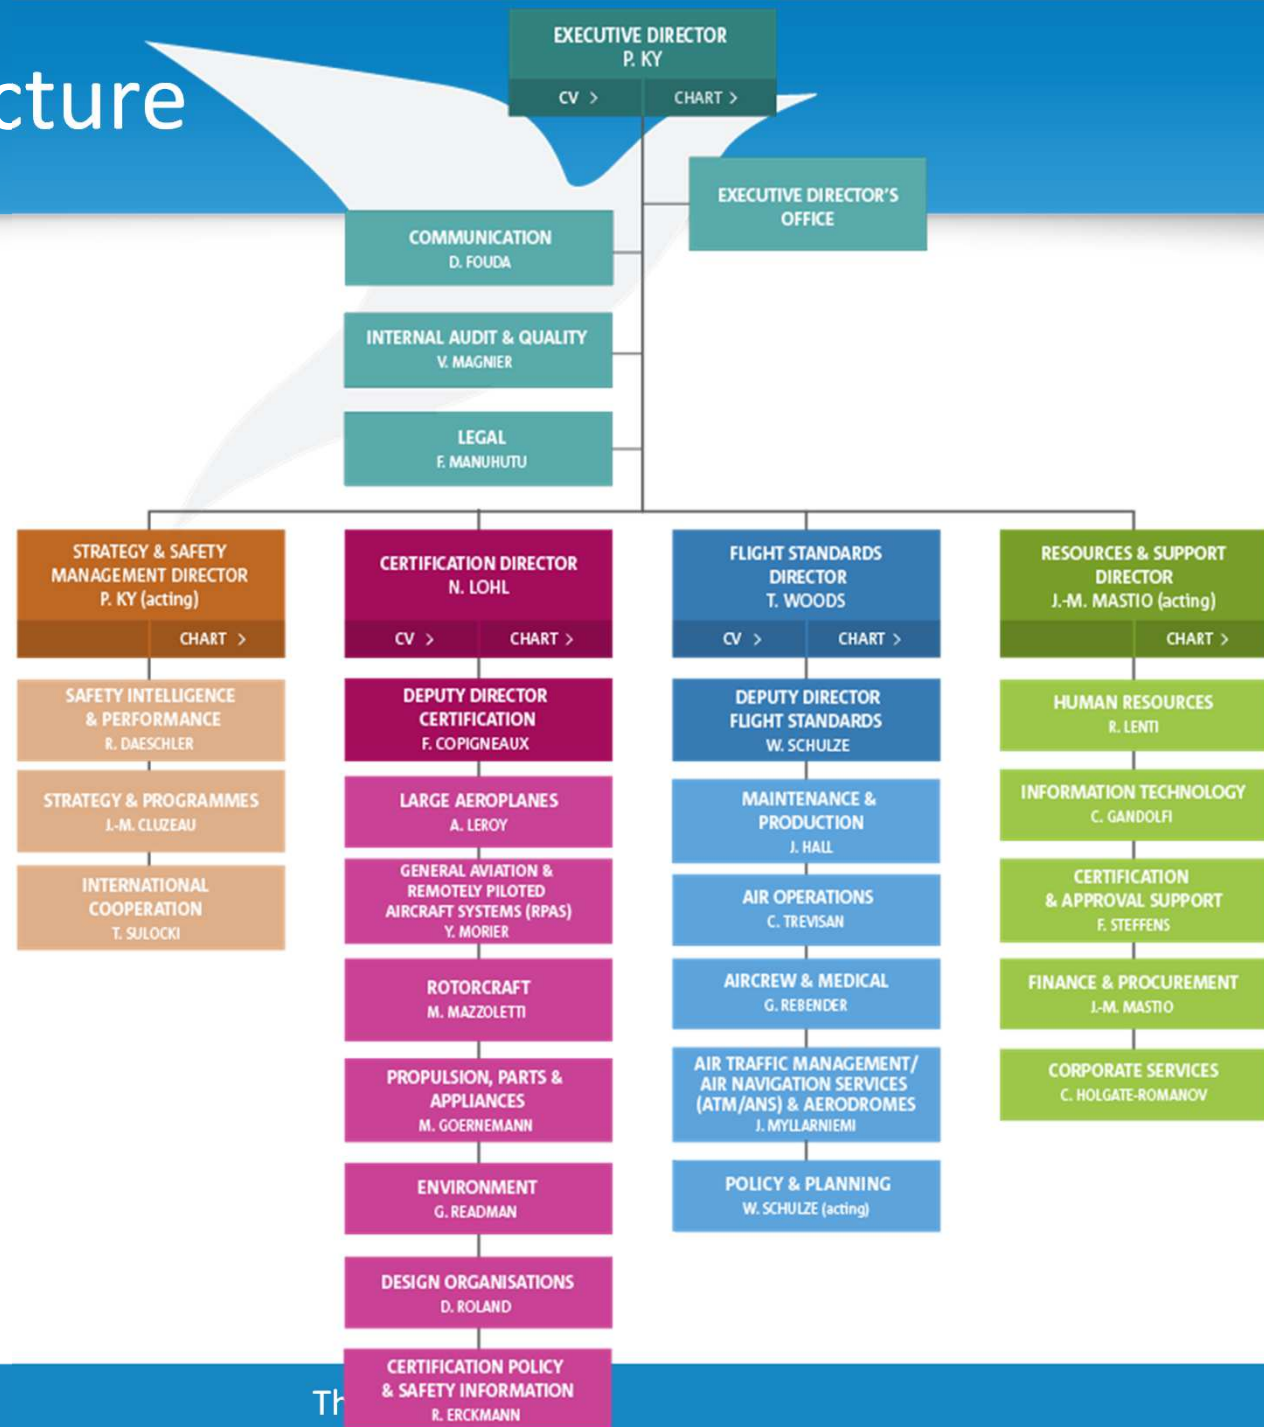 cture
EXECUTIVE DIRECTOR
P. KY
CV >
CHART >
EXECUTIVE DIRECTOR'S
OFFICE
COMMUNICATION
D. FOUDA
INTERNAL AUDIT & QUALITY
V. MAGNIER
LEGAL
F. MANUHUTU
STRATEGY & SAFETY
MANAGEMENT DIRECTOR
P. KY (acting)
CHART >
SAFETY INTELLIGENCE
& PERFORMANCE
R. DAESCHLER
STRATEGY & PROGRAMMES
J.-M. CLUZEAU
INTERNATIONAL
COOPERATION
T. SULOCKI
CERTIFICATION DIRECTOR
N. LOHL
CV >
CHART >
DEPUTY DIRECTOR
CERTIFICATION
F. COPIGNEAUX
LARGE AEROPLANES
A. LEROY
GENERAL AVIATION &
REMOTELY PILOTED
AIRCRAFT SYSTEMS (RPAS)
Y. MORIER
ROTORCRAFT
M. MAZZOLETTI
PROPULSION, PARTS &
APPLIANCES
M. GOERNEMANN
ENVIRONMENT
G. READMAN
DESIGN ORGANISATIONS
D. ROLAND
CERTIFICATION POLICY
& SAFETY INFORMATION
R. ERCKMANN
FLIGHT STANDARDS
DIRECTOR
T. WOODS
CV >
CHART >
DEPUTY DIRECTOR
FLIGHT STANDARDS
W. SCHULZE
MAINTENANCE &
PRODUCTION
J. HALL
AIR OPERATIONS
C. TREVISAN
AIRCREW & MEDICAL
G. REBENDER
AIR TRAFFIC MANAGEMENT/
AIR NAVIGATION SERVICES
(ATM/ANS) & AERODROMES
J. MYLLARNIEMI
POLICY & PLANNING
W. SCHULZE (acting)
RESOURCES & SUPPORT
DIRECTOR
J.-M. MASTIO (acting)
CHART >
HUMAN RESOURCES
R. LENTI
INFORMATION TECHNOLOGY
C. GANDOLFI
CERTIFICATION
& APPROVAL SUPPORT
F. STEFFENS
FINANCE & PROCUREMENT
J.-M. MASTIO
CORPORATE SERVICES
C. HOLGATE-ROMANOV
Th